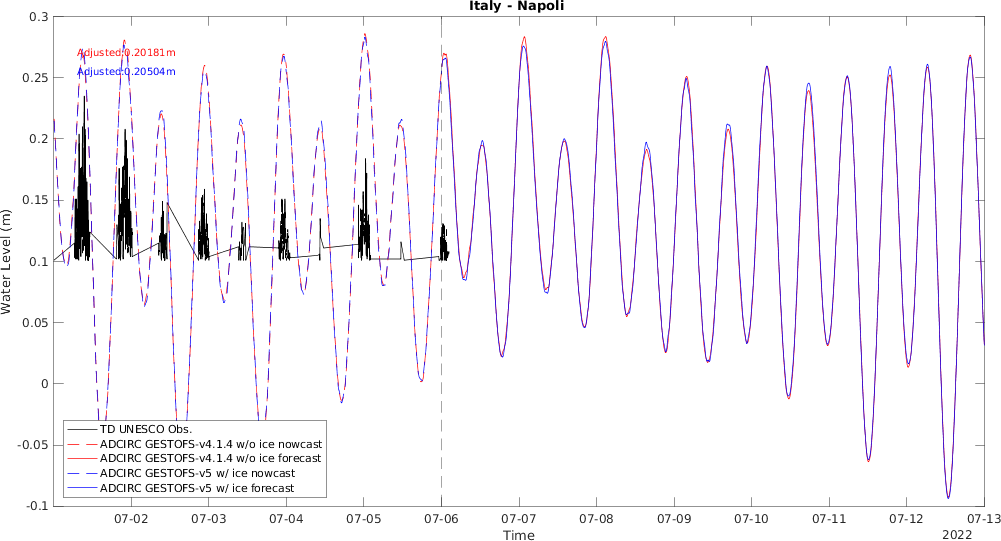 Italy - Napoli
Adjusted:0.20181m
Adjusted:0.20504m
Water Level (m)
0.3
0.25
0.2
0.15
0.1
0.05
0
-0.05
-0.1
TD UNESCO Obs.
ADCIRC GESTOFS-v4.1.4 w/o ice nowcast
ADCIRC GESTOFS-v4.1.4 w/o ice forecast
ADCIRC GESTOFS-v5 w/ ice nowcast
ADCIRC GESTOFS-v5 w/ ice forecast
07-02 07-03 07-04 07-05 07-06 07-07 07-08 07-09 07-10 07-11 07-12 07-13
Time
2022